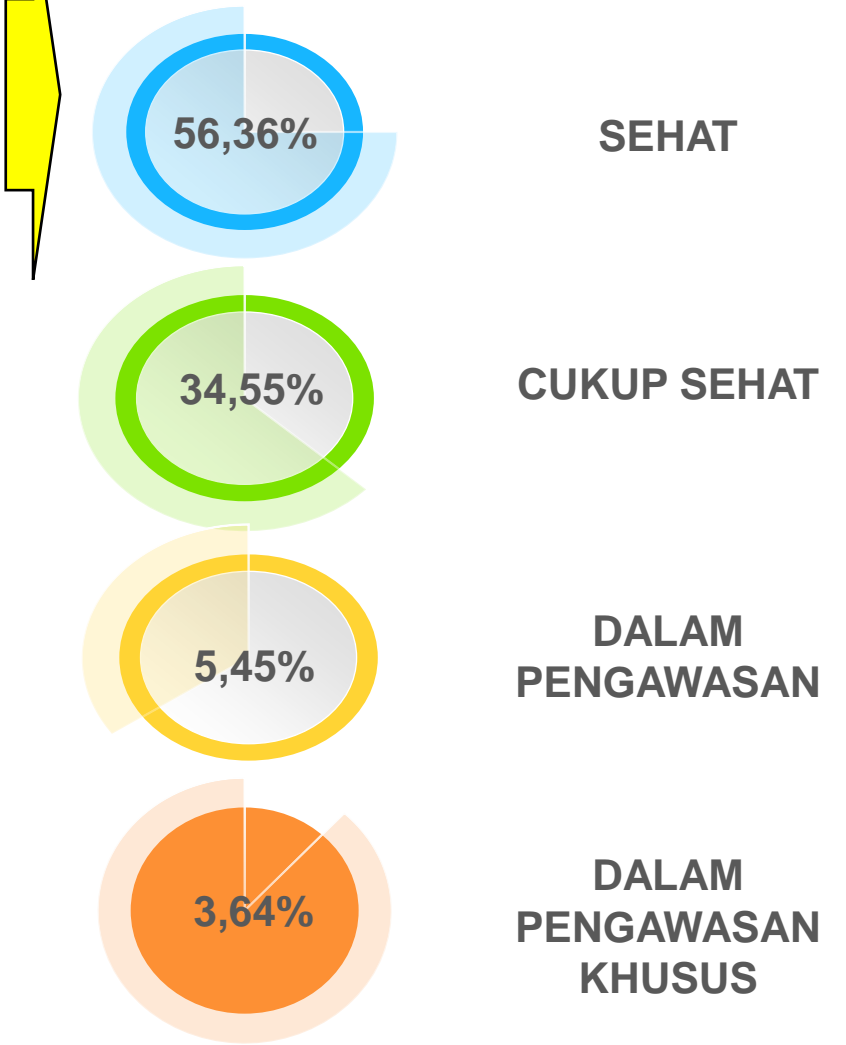 56,36%
SEHAT
34,55%
CUKUP SEHAT
5,45%
DALAM
PENGAWASAN
3,64%
DALAM
PENGAWASAN
KHUSUS